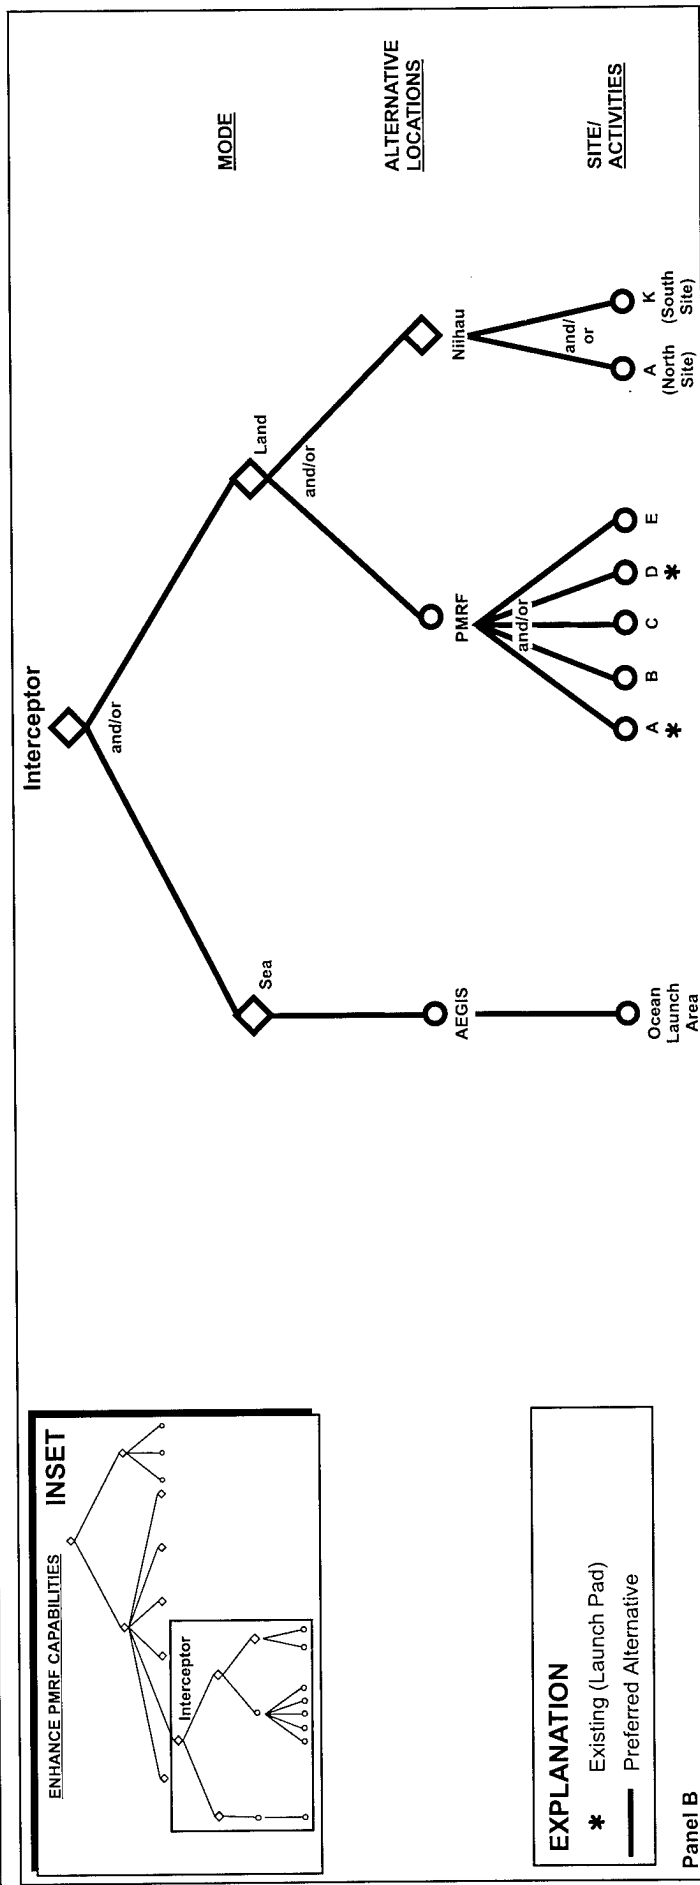 ENHANCE PMRF CAPABILITIES
INSET
Interceptor
Interceptor
and/or
MODE
Sea
Land
and/or
ALTERNATIVE
LOCATIONS
AEGIS
PMRF
Niihau
and/or
and/
or
SITE/
ACTIVITIES
Ocean
Launch
Area
A
*
B
C
D
*
E
A
(North
Site)
K
(South
Site)
EXPLANATION
* Existing (Launch Pad)
Preferred Alternative
Panel B